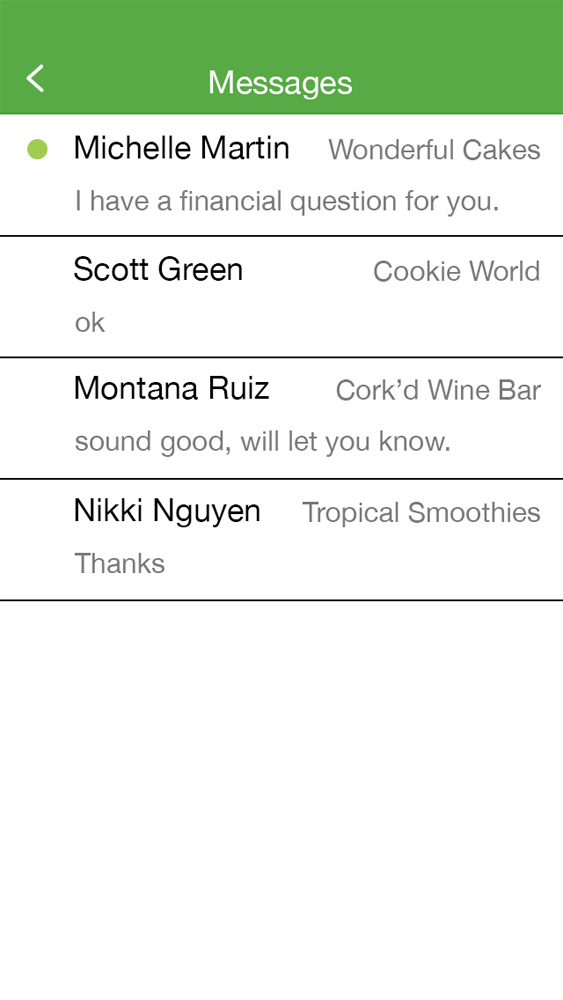 Messages
Michelle Martin Wonderful Cakes
I have a financial question for you.
Scott Green Cookie World
ok
Montana Ruiz Cork’d Wine Bar
sound good, will let you know.
Nikki Nguyen Tropical Smoothies
Thanks